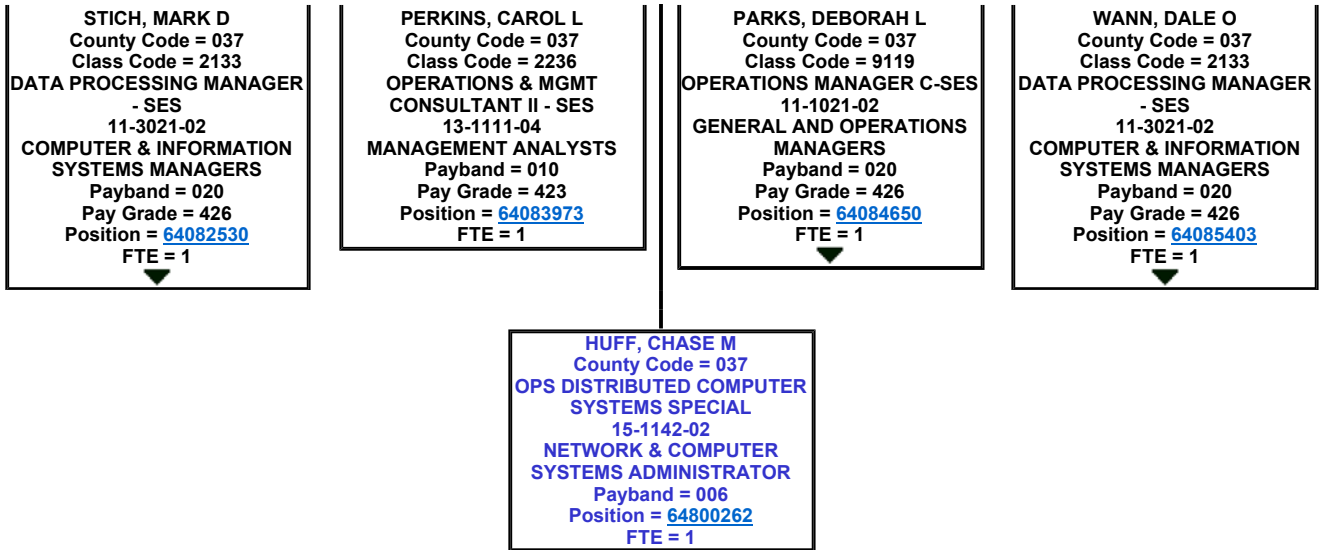 STICH, MARK D
County Code = 037
Class Code = 2133
DATA PROCESSING MANAGER
- SES
11-3021-02
COMPUTER & INFORMATION
SYSTEMS MANAGERS
Payband = 020
Pay Grade = 426
Position = 64082530
FTE = 1
PERKINS, CAROL L
County Code = 037
Class Code = 2236
OPERATIONS & MGMT
CONSULTANT II - SES
13-1111-04
MANAGEMENT ANALYSTS
Payband = 010
Pay Grade = 423
Position = 64083973
FTE = 1
PARKS, DEBORAH L
County Code = 037
Class Code = 9119
OPERATIONS MANAGER C-SES
11-1021-02
GENERAL AND OPERATIONS
MANAGERS
Payband = 020
Pay Grade = 426
Position = 64084650
FTE = 1
WANN, DALE O
County Code = 037
Class Code = 2133
DATA PROCESSING MANAGER
- SES
11-3021-02
COMPUTER & INFORMATION
SYSTEMS MANAGERS
Payband = 020
Pay Grade = 426
Position = 64085403
FTE = 1
HUFF, CHASE M
County Code = 037
OPS DISTRIBUTED COMPUTER
SYSTEMS SPECIAL
15-1142-02
NETWORK & COMPUTER
SYSTEMS ADMINISTRATOR
Payband = 006
Position = 64800262
FTE = 1